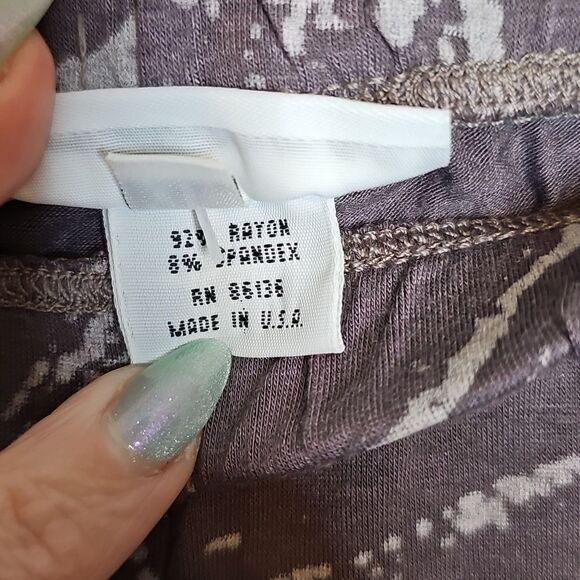 92% RAYON
8% SPANDEX
RN 86136
MADE IN U.S.A.